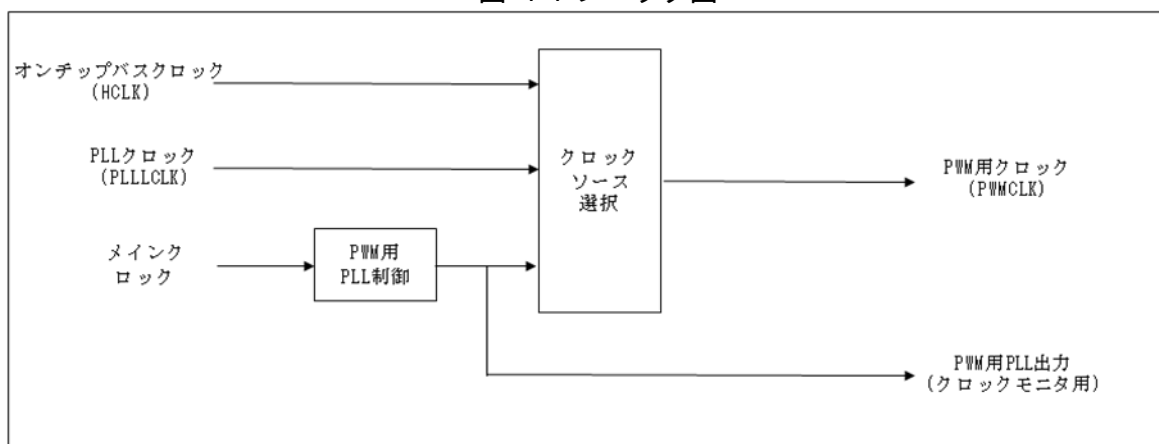 オンチップバスクロック
(HCLK)
PLLクロック
(PLLLCLK)
メインク
ロック
PWM用
PLL制御
クロック
ソース
選択
PWM用クロック
(PWMCLK)
PWM用PLL出力
(クロックモニタ用)